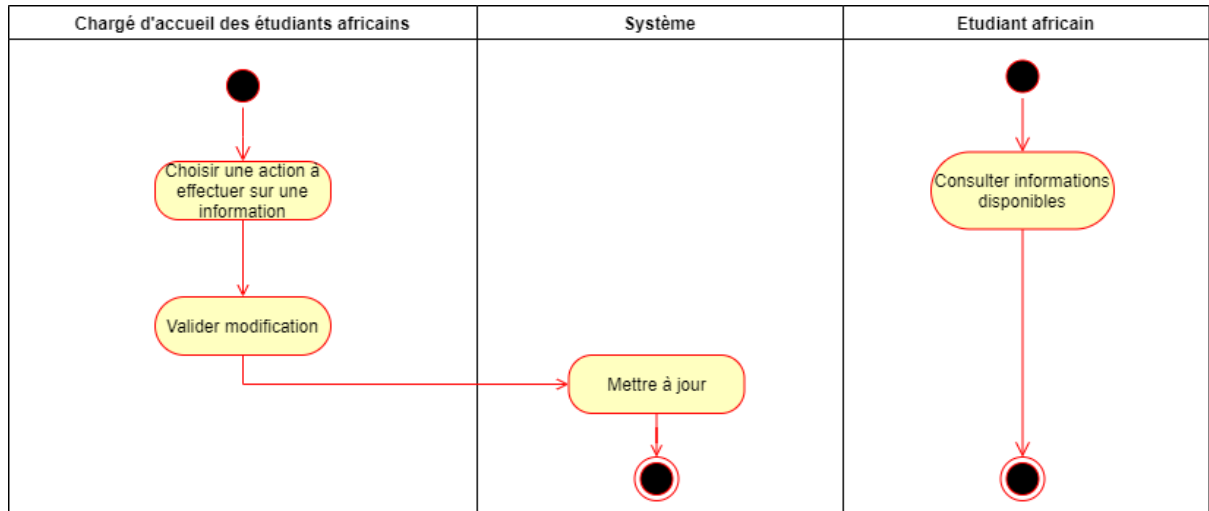 Chargé d'accueil des étudiants africains
Système
Etudiant africain
Choisir une action à
effectuer sur une
information
Consulter informations
disponibles
Valider modification
Mettre à jour